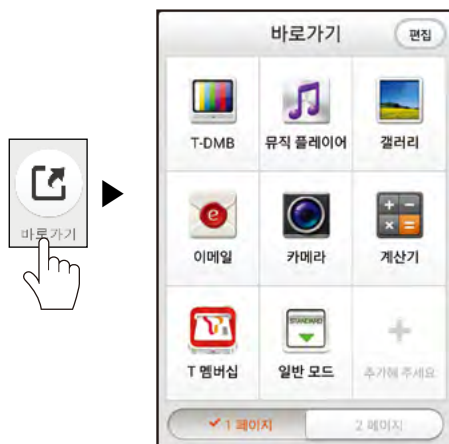 바로가기
바로가기
편집
T-DMB
뮤직 플레이어
갤러리
이메일
카메라
계산기
STANDARD
T 멤버십
일반 모드
추가해 주세요
1 페이지
2 페이지